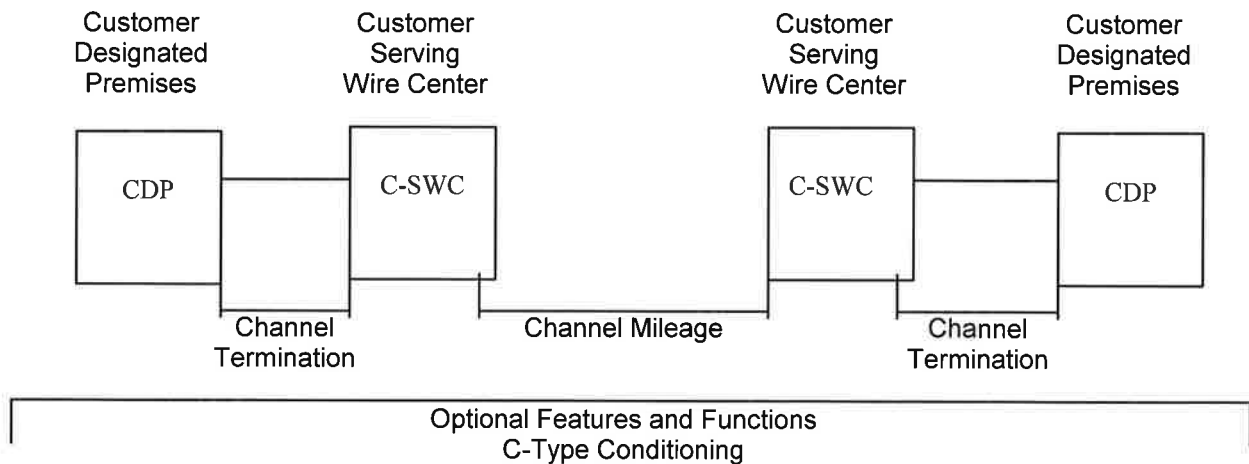 Customer
Designated
Premises
Customer
Serving
Wire Center
Customer
Serving
Wire Center
Customer
Designated
Premises
CDP
C-SWC
C-SWC
CDP
Channel
Termination
Channel Mileage
Channel
Termination
Optional Features and Functions
C-Type Conditioning